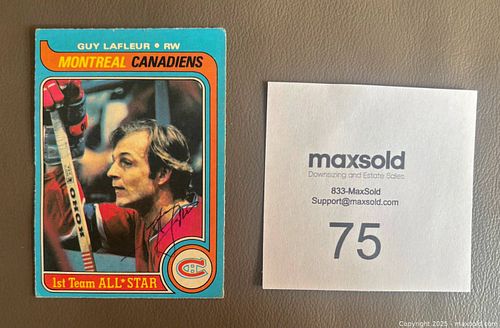 GUY LAFLEUR • RW
MONTREAL CANADIENS
KOHO
1st Team ALL★STAR
maxsold
Downsizing and Estate Sales
833-MaxSold
Support@maxsold.com
75
Copyright 2025 - maxsold.com